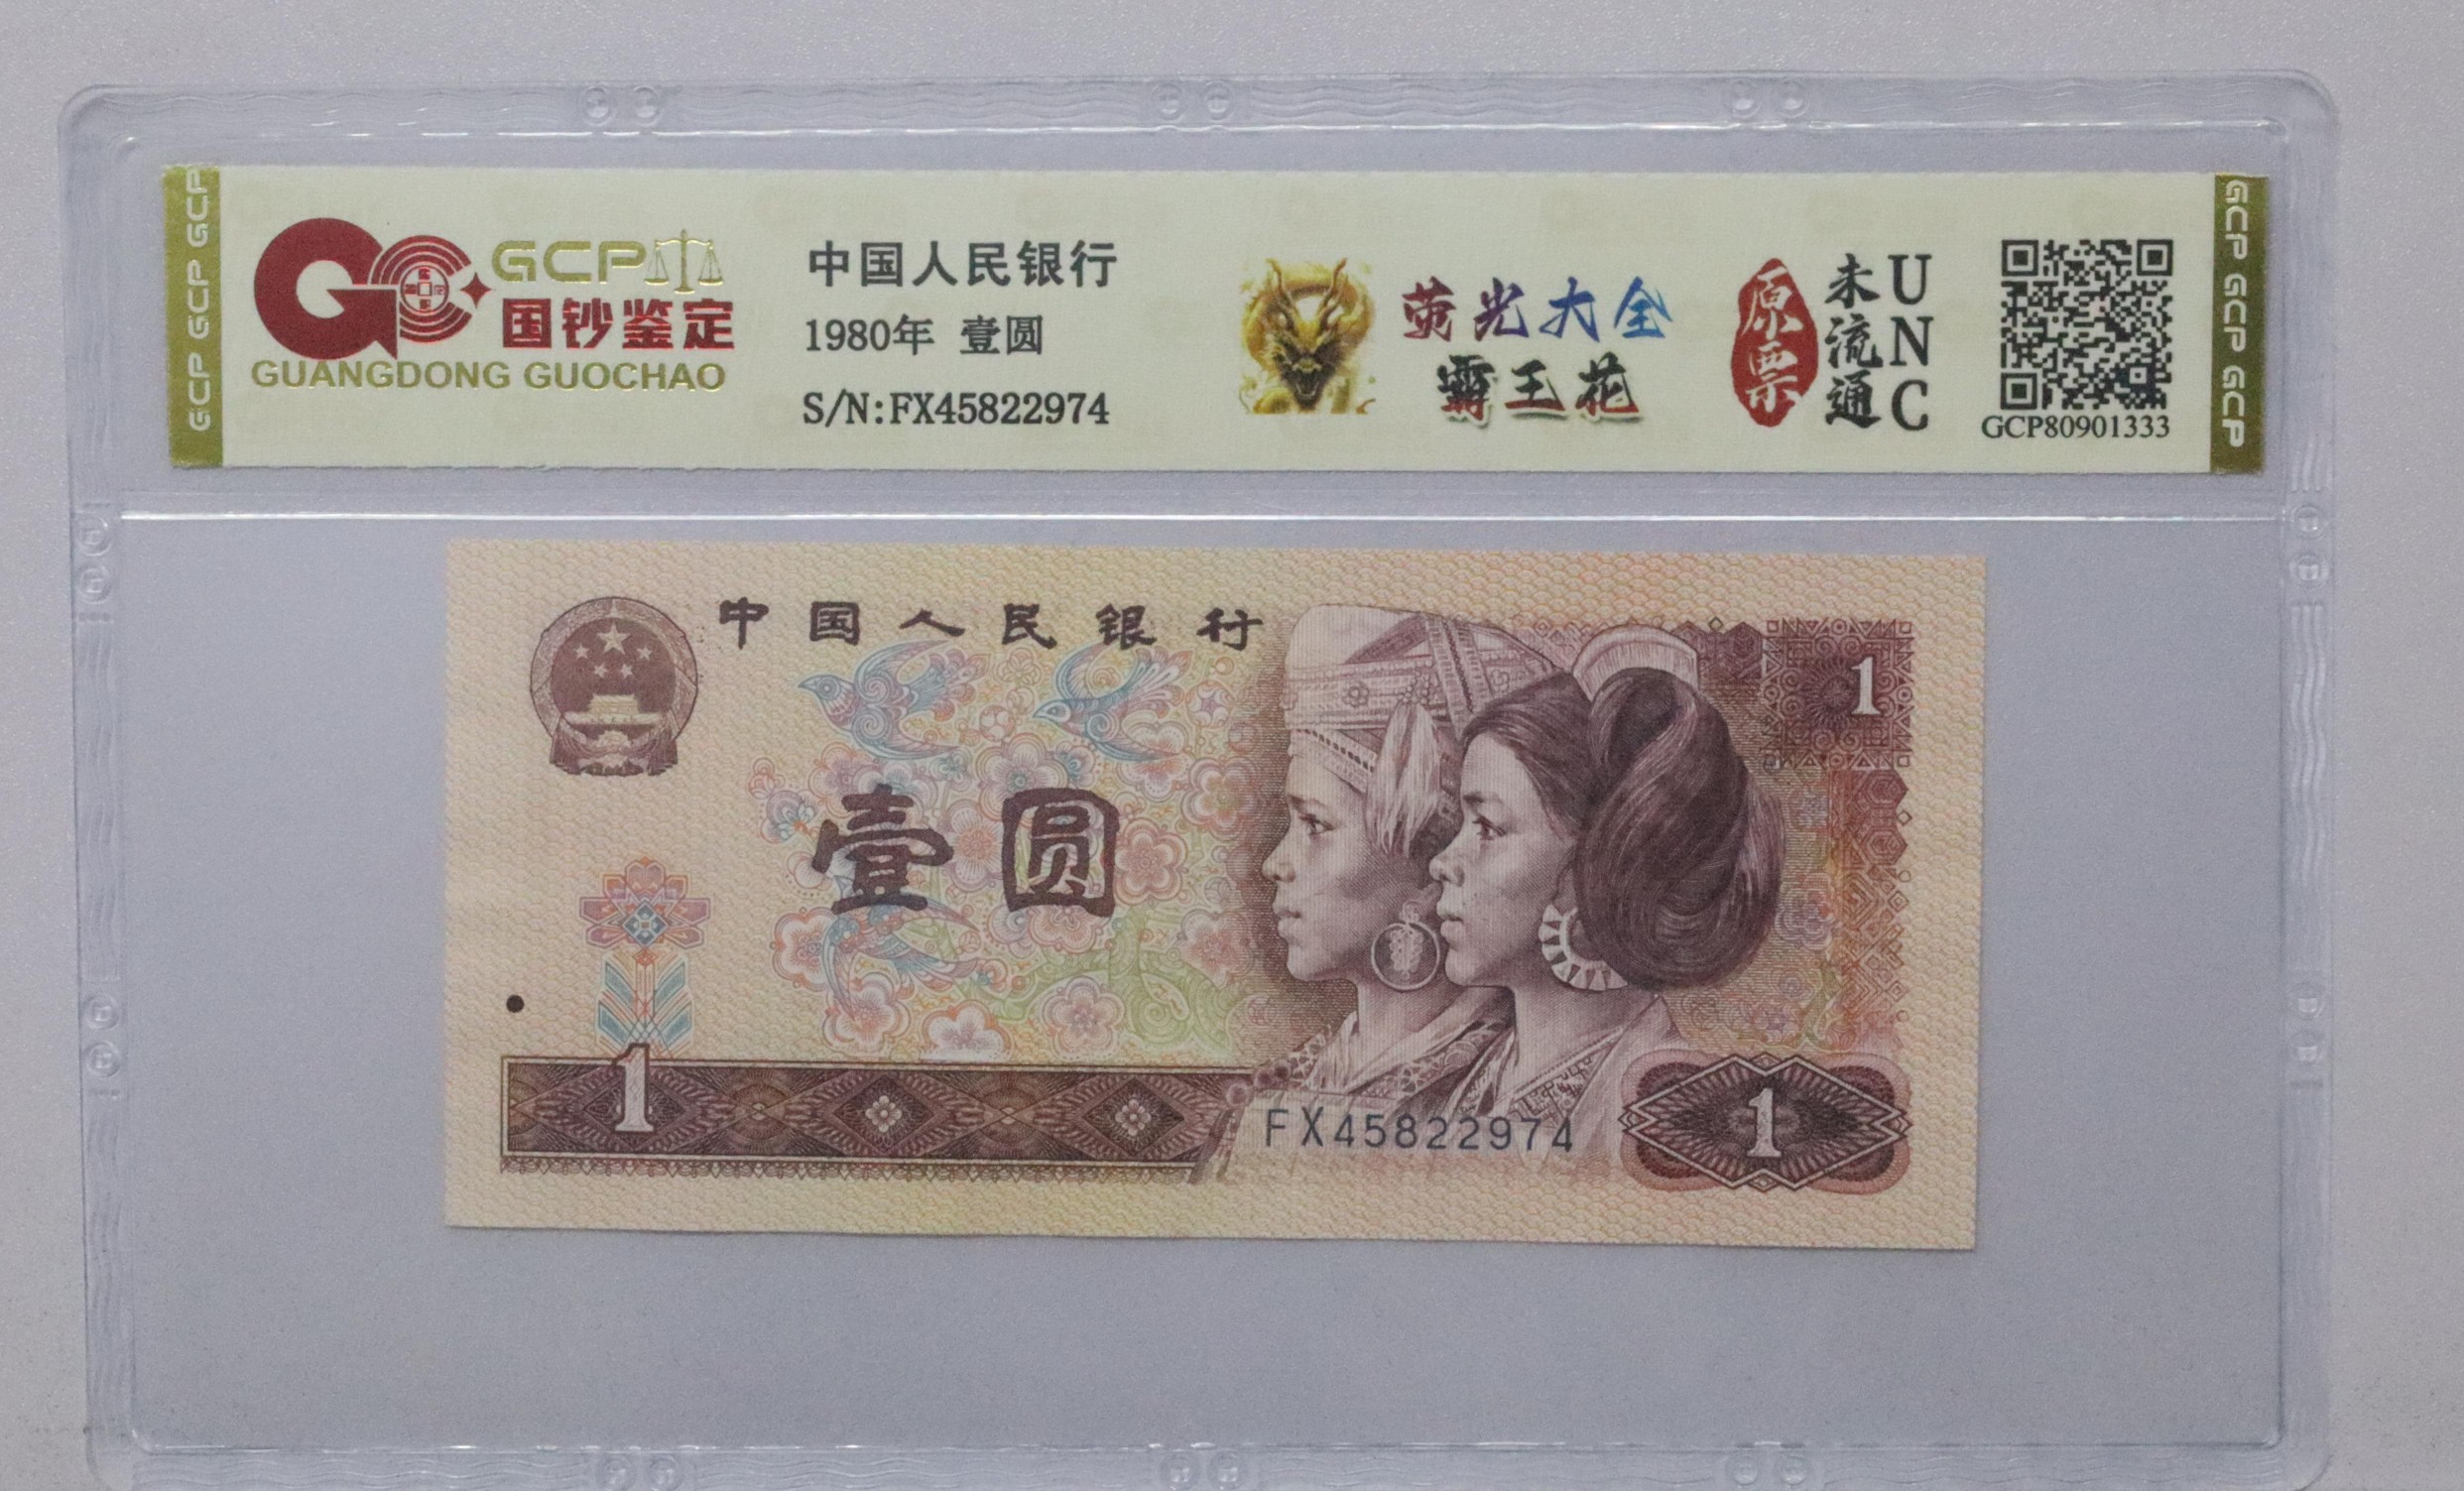 GCP GCP GCP
GCP
国钞鉴定
GUANGDONG GUOCHAO
中国人民银行
1980年 壹圆
S/N:FX45822974
荧光大全
霸王花
原票
未流通
UNC
GCP80901333
GCP GCP GCP
中国人民银行
1
壹圆
1
FX45822974
1